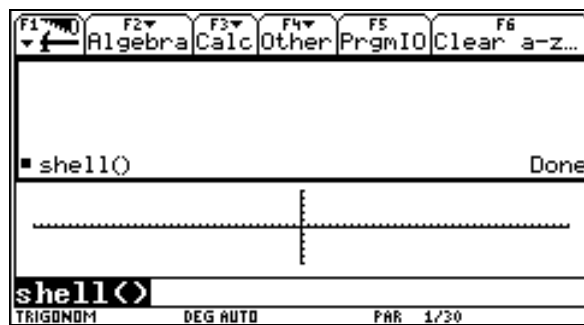 F1▼ F2▼ F3▼ F4▼ F5 F6
▼ Algebra Calc Other PrgmIO Clear a-z…
▪ shell() Done
shell()
TRIGONOM DEG AUTO PAR 1/30